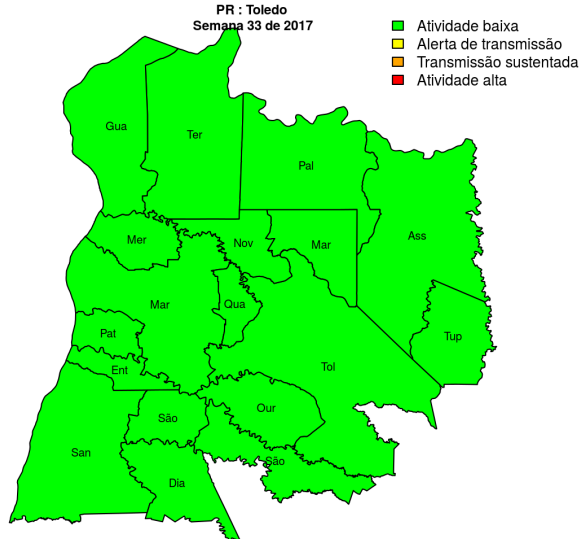 PR : Toledo
Semana 33 de 2017
Atividade baixa
Alerta de transmissão
Transmissão sustentada
Atividade alta
Gua
Ter
Pal
Mer
Nov
Mar
Ass
Mar
Qua
Pat
Tup
Ent
Tol
São
Our
San
São
Dia